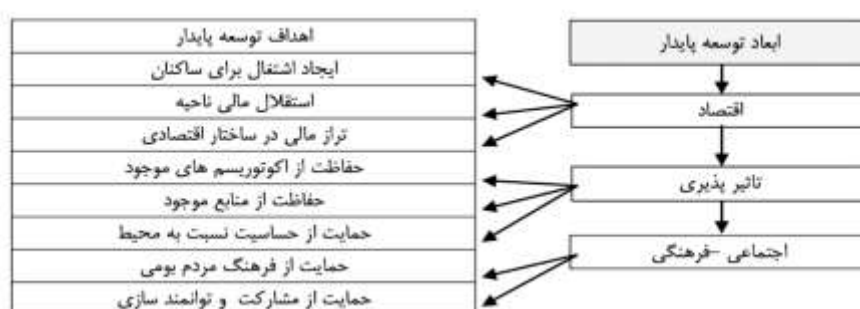 ابعاد توسعه پایدار
اقتصاد
تاثیر پذیری
اجتماعی -فرهنگی
اهداف توسعه پایدار
ایجاد اشتغال برای ساکنان
استقلال مالی ناحیه
تراز مالی در ساختار اقتصادی
حفاظت از اکوتوریسم های موجود
حفاظت از منابع موجود
حمایت از حساسیت نسبت به محیط
حمایت از فرهنگ مردم بومی
حمایت از مشارکت و توانمند سازی